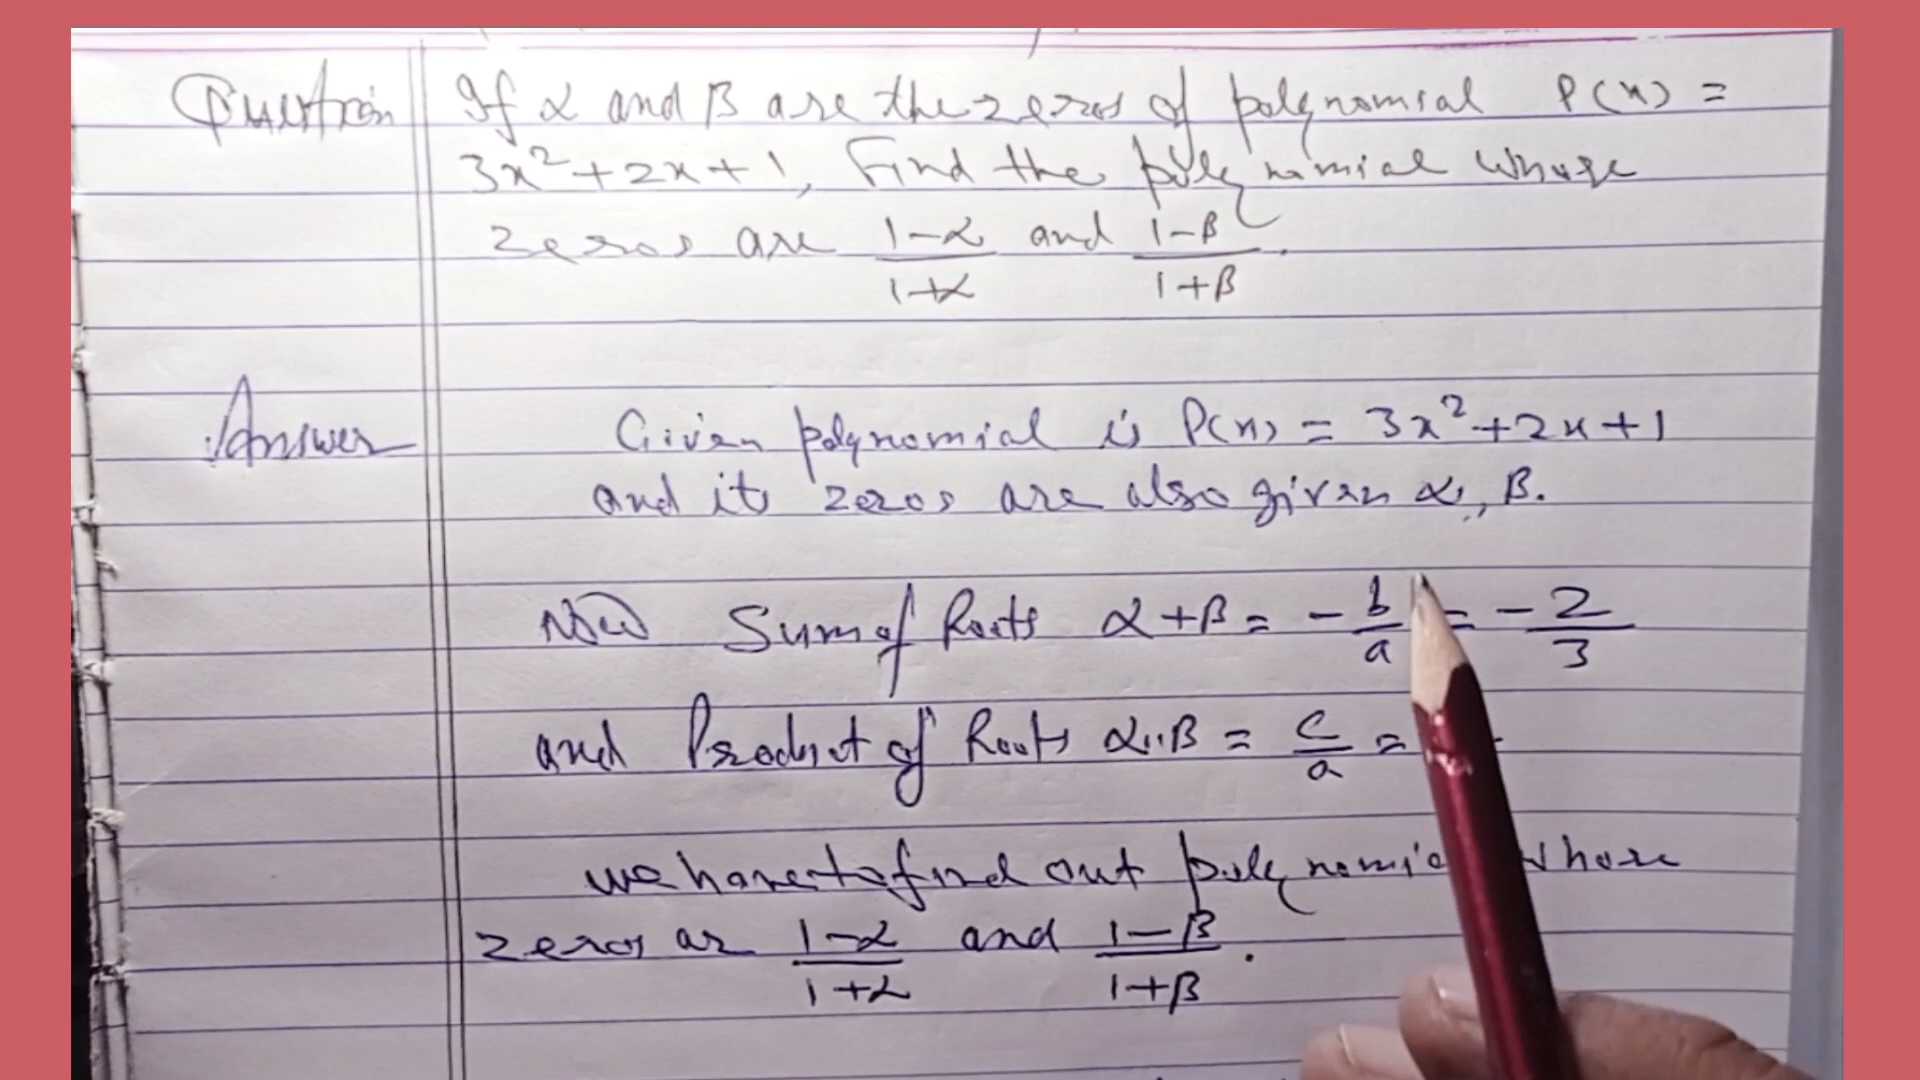 Question If α and β are the zeros of polynomial P(x) =
3x²+2x+1, Find the polynomial whose
zeros are 1-α/1+α and 1-β/1+β.
Answer Given polynomial is P(x) = 3x²+2x+1
and its zeros are also given α, β.
Now Sum of Roots α+β = -b/a = -2/3
and Product of Roots α.β = c/a =
we have to find out polynomial whose
zeros ar 1-α/1+α and 1-β/1+β.